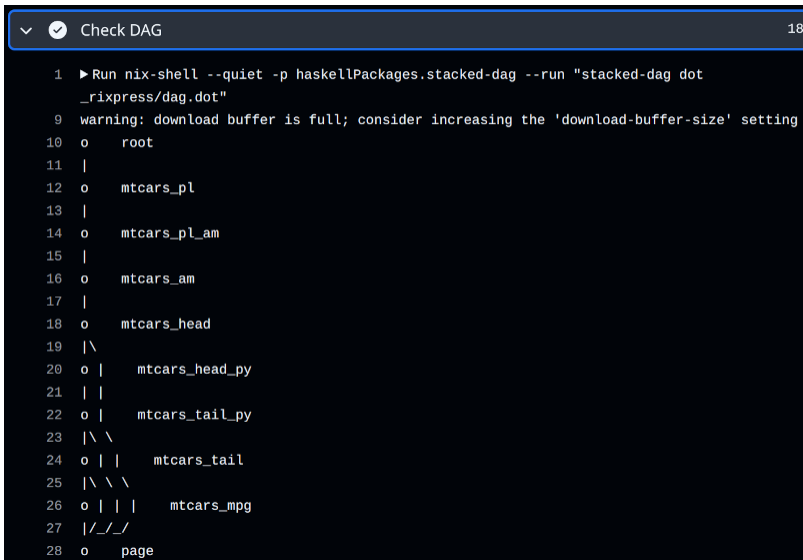 Check DAG 18
1 ▶ Run nix-shell --quiet -p haskellPackages.stacked-dag --run "stacked-dag dot
_rixpress/dag.dot"
9 warning: download buffer is full; consider increasing the 'download-buffer-size' setting
10 o    root
11 |
12 o    mtcars_pl
13 |
14 o    mtcars_pl_am
15 |
16 o    mtcars_am
17 |
18 o    mtcars_head
19 |\
20 o |    mtcars_head_py
21 | |
22 o |    mtcars_tail_py
23 |\ \
24 o | |    mtcars_tail
25 |\ \ \
26 o | | |    mtcars_mpg
27 |/_/_/
28 o    page